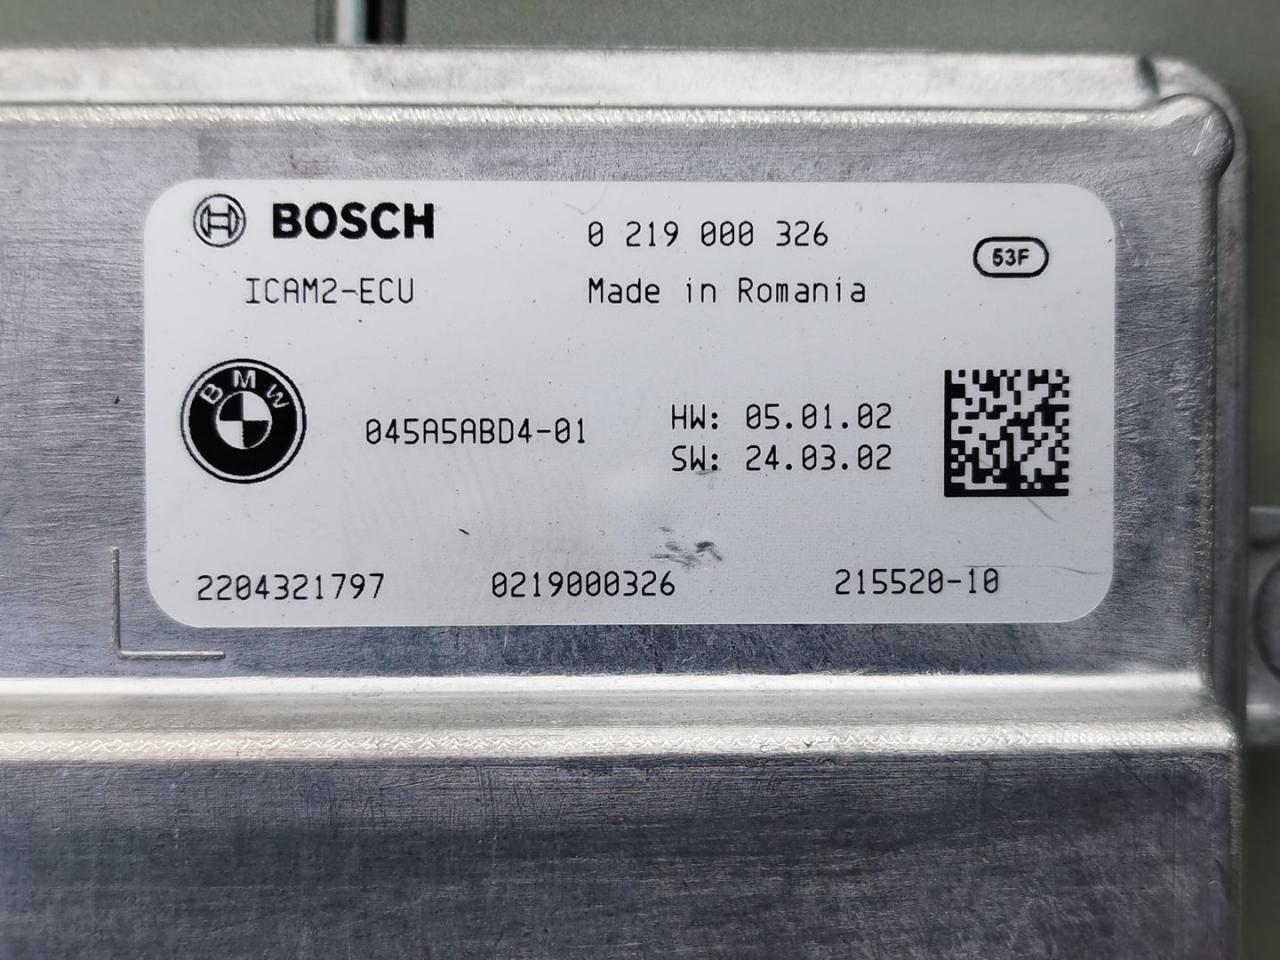 BOSCH
0 219 000 326
53F
ICAM2-ECU
Made in Romania
BMW
045A5ABD4-01
HW: 05.01.02
SW: 24.03.02
2204321797
0219000326
215520-10